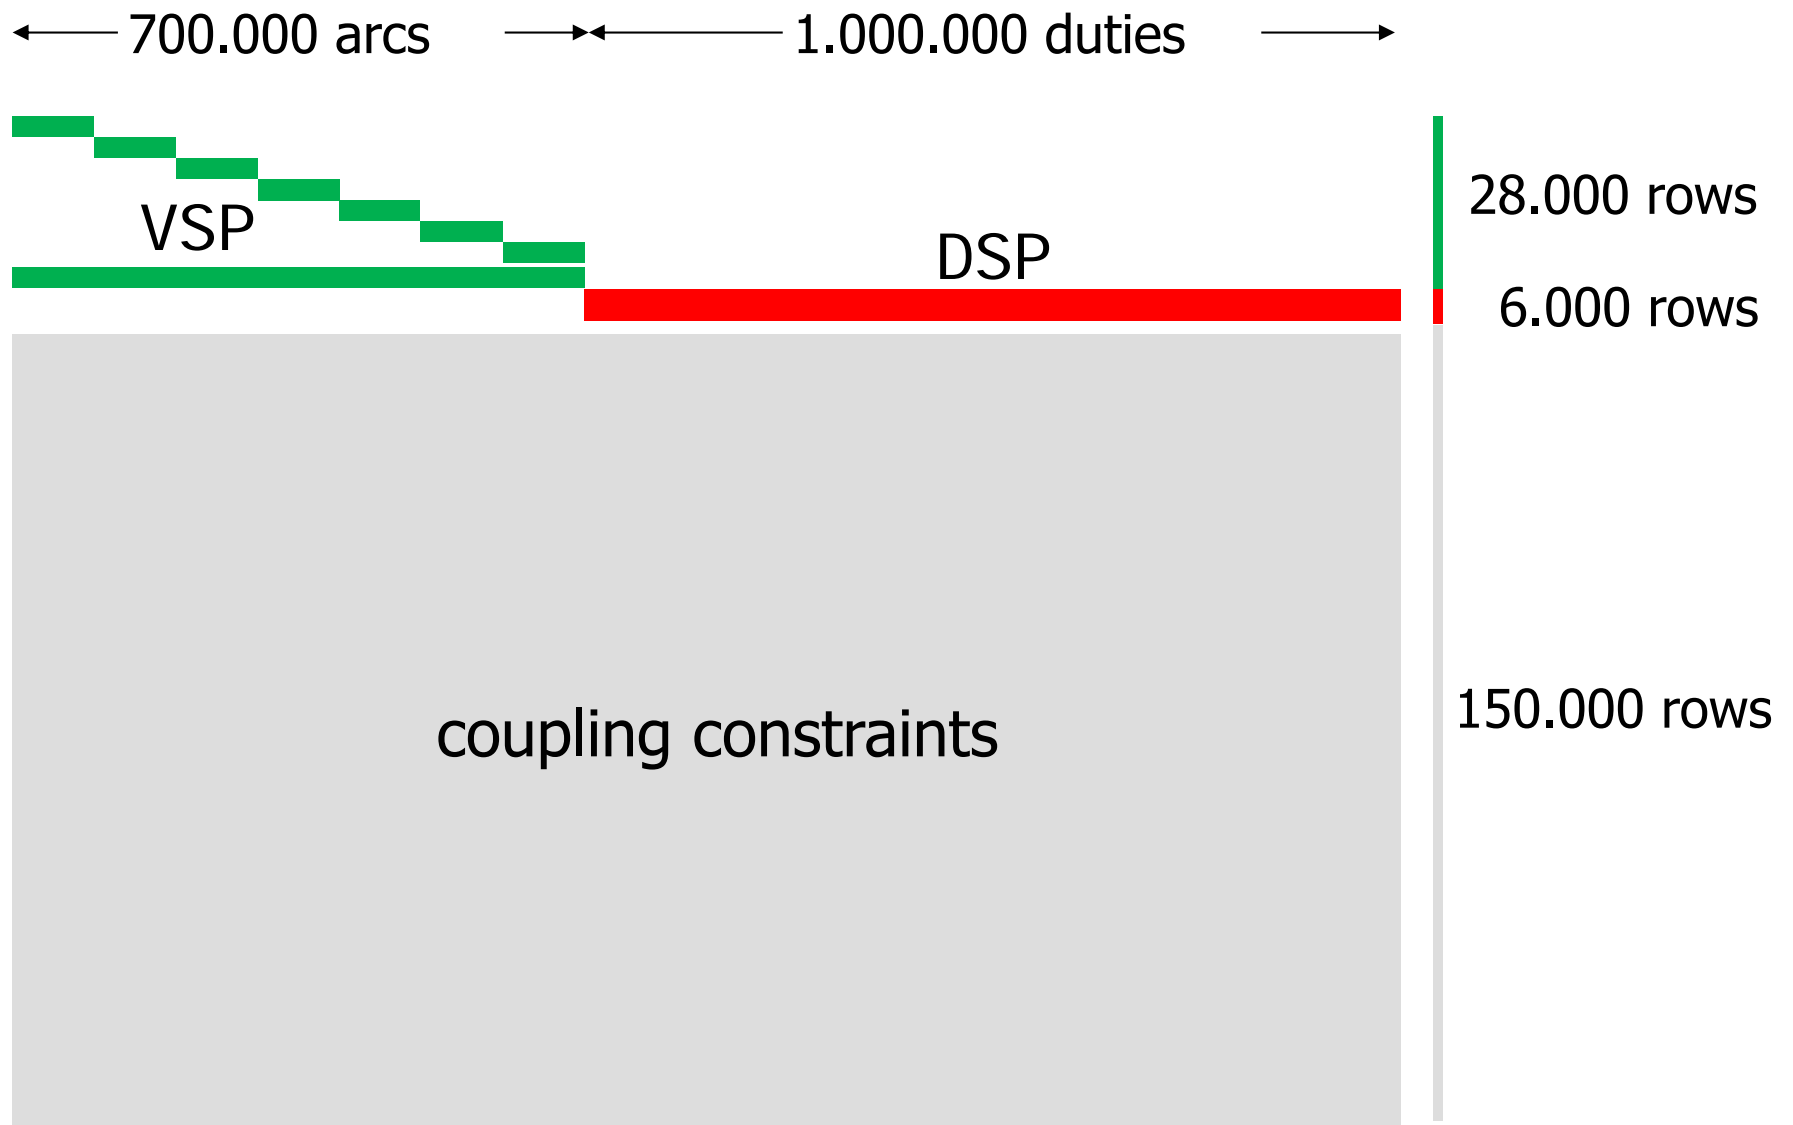 700.000 arcs
1.000.000 duties
28.000 rows
VSP
DSP
6.000 rows
150.000 rows
coupling constraints